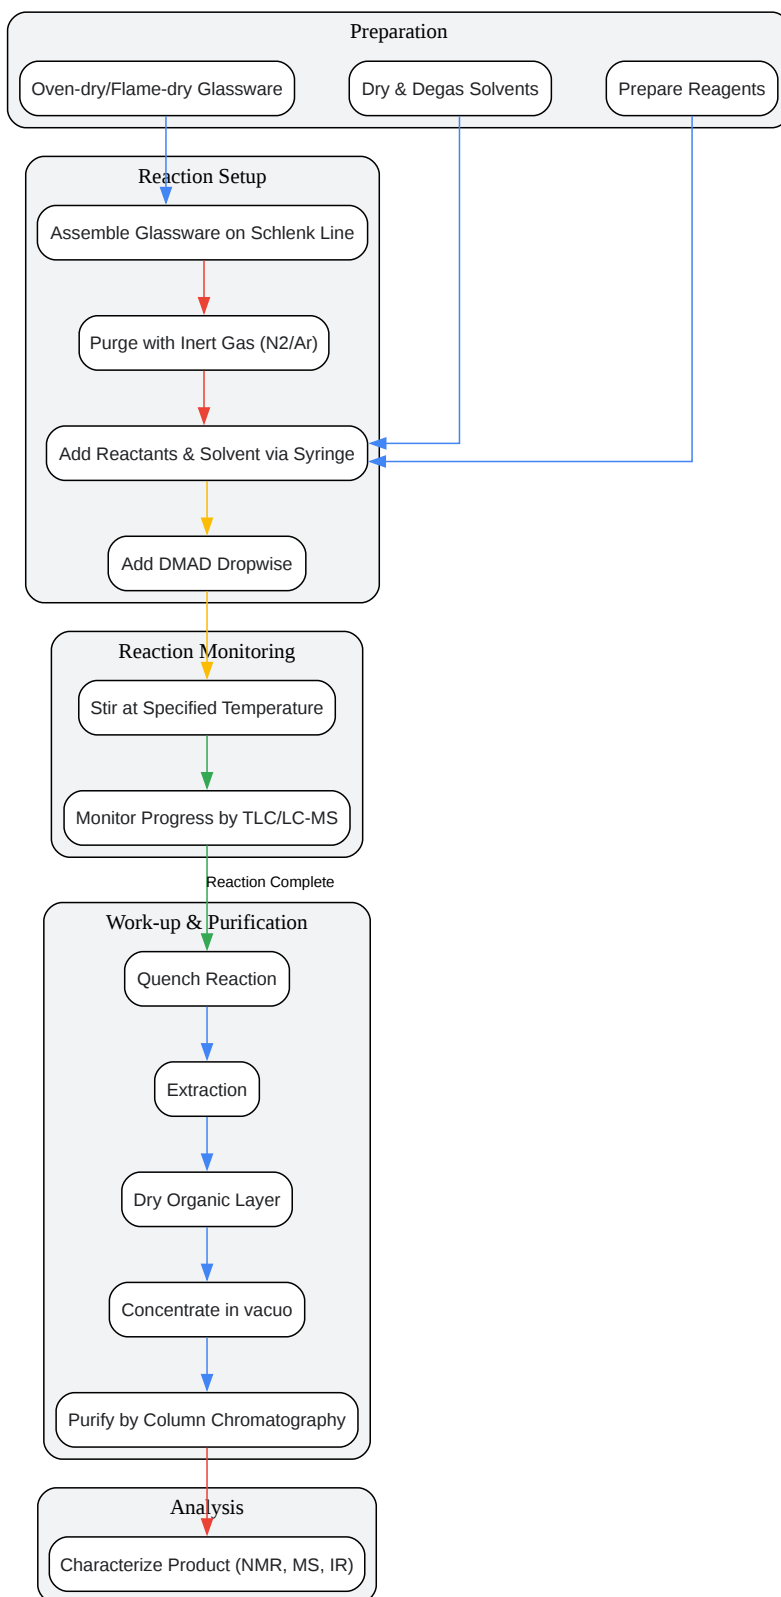 Preparation
Oven-dry/Flame-dry Glassware
Dry & Degas Solvents
Prepare Reagents
Reaction Setup
Assemble Glassware on Schlenk Line
Purge with Inert Gas (N2/Ar)
Add Reactants & Solvent via Syringe
Add DMAD Dropwise
Reaction Monitoring
Stir at Specified Temperature
Monitor Progress by TLC/LC-MS
Reaction Complete
Work-up & Purification
Quench Reaction
Extraction
Dry Organic Layer
Concentrate in vacuo
Purify by Column Chromatography
Analysis
Characterize Product (NMR, MS, IR)